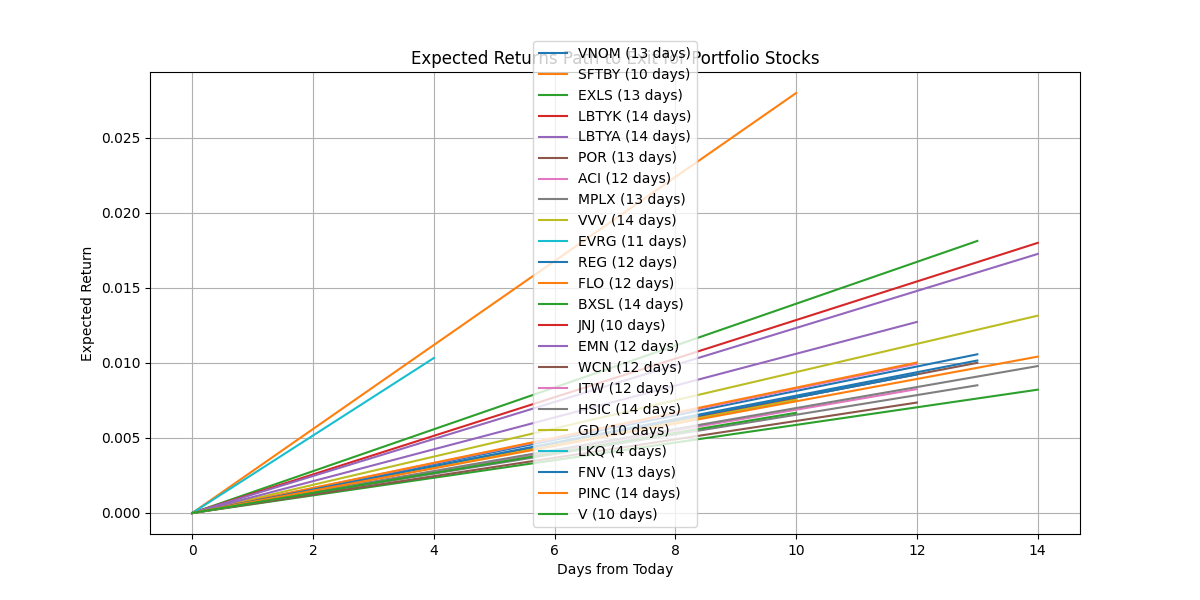 Expected Returns Path to Exit for Portfolio Stocks
VNOM (13 days)
SFTBY (10 days)
EXLS (13 days)
LBTYK (14 days)
LBTYA (14 days)
POR (13 days)
ACI (12 days)
MPLX (13 days)
VVV (14 days)
EVRG (11 days)
REG (12 days)
FLO (12 days)
BXSL (14 days)
JNJ (10 days)
EMN (12 days)
WCN (12 days)
ITW (12 days)
HSIC (14 days)
GD (10 days)
LKQ (4 days)
FNV (13 days)
PINC (14 days)
V (10 days)
Expected Return
0.025
0.020
0.015
0.010
0.005
0.000
0
2
4
6
8
10
12
14
Days from Today